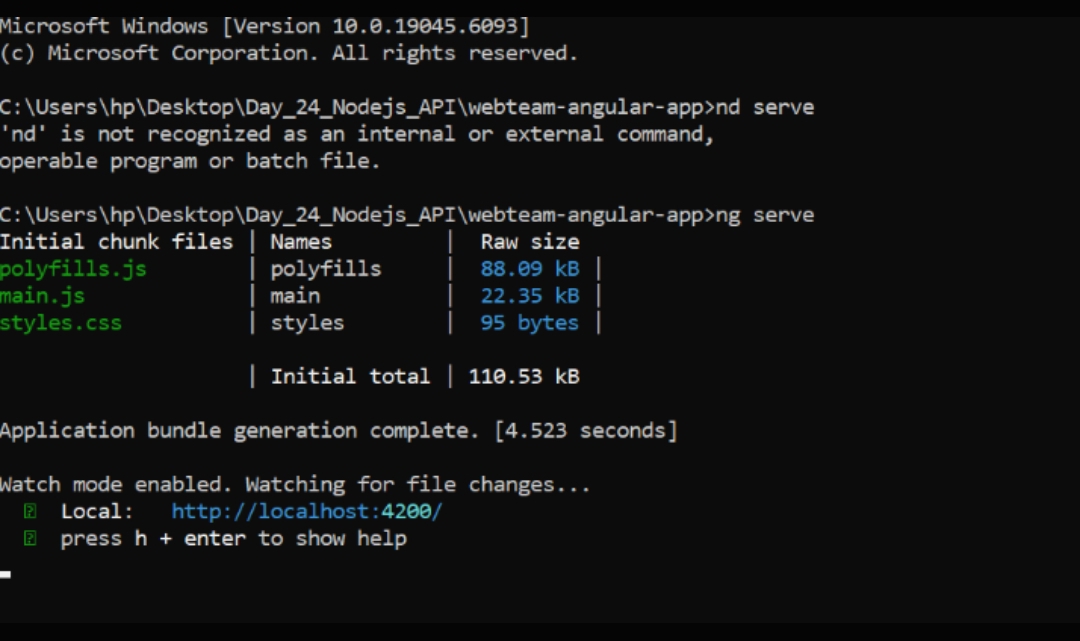 Microsoft Windows [Version 10.0.19045.6093]
(c) Microsoft Corporation. All rights reserved.
C:\Users\hp\Desktop\Day_24_Nodejs_API\webteam-angular-app>nd serve
'nd' is not recognized as an internal or external command,
operable program or batch file.
C:\Users\hp\Desktop\Day_24_Nodejs_API\webteam-angular-app>ng serve
Initial chunk files | Names | Raw size
polyfills.js | polyfills | 88.09 kB |
main.js | main | 22.35 kB |
styles.css | styles | 95 bytes |
| Initial total | 110.53 kB
Application bundle generation complete. [4.523 seconds]
Watch mode enabled. Watching for file changes...
Local: http://localhost:4200/
press h + enter to show help